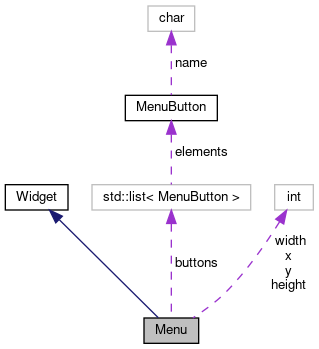 char
name
MenuButton
elements
Widget
std::list< MenuButton >
int
buttons
width
x
y
height
Menu